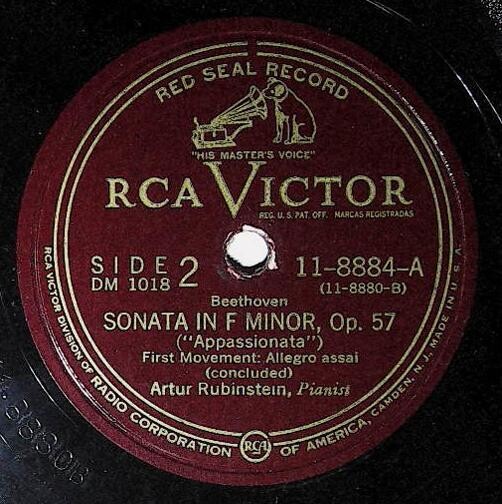 RED SEAL RECORD
"HIS MASTER'S VOICE"
RCA VICTOR
REG. U.S. PAT. OFF. MARCAS REGISTRADAS
SIDE 2
DM 1018
11-8884-A
(11-8880-B)
Beethoven
SONATA IN F MINOR, Op. 57
("Appassionata")
First Movement: Allegro assai
(concluded)
Artur Rubinstein, Pianist
RCA VICTOR DIVISION OF RADIO CORPORATION RCA OF AMERICA, CAMDEN, N. J., MADE IN U. S. A.